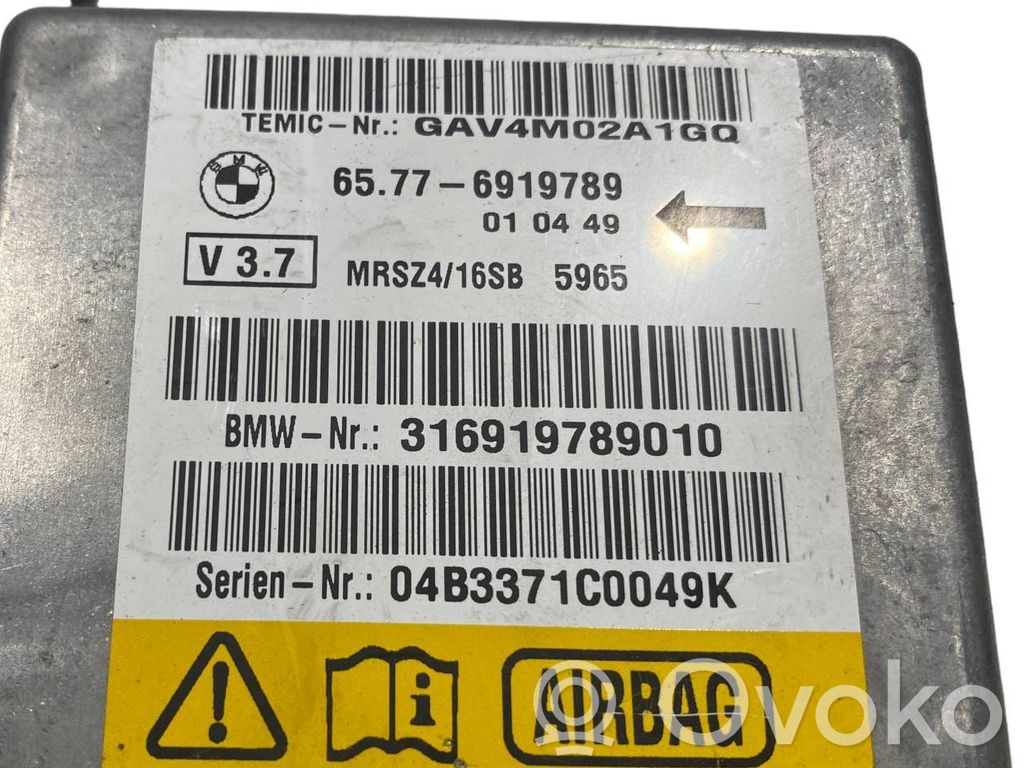 TEMIC-Nr.: GAV4M02A1GQ
BMW
65.77-6919789
01 04 49
V 3.7
MRSZ4/16SB 5965
BMW-Nr.: 316919789010
Serien-Nr.: 04B3371C0049K
AIRBAG
Ovoko